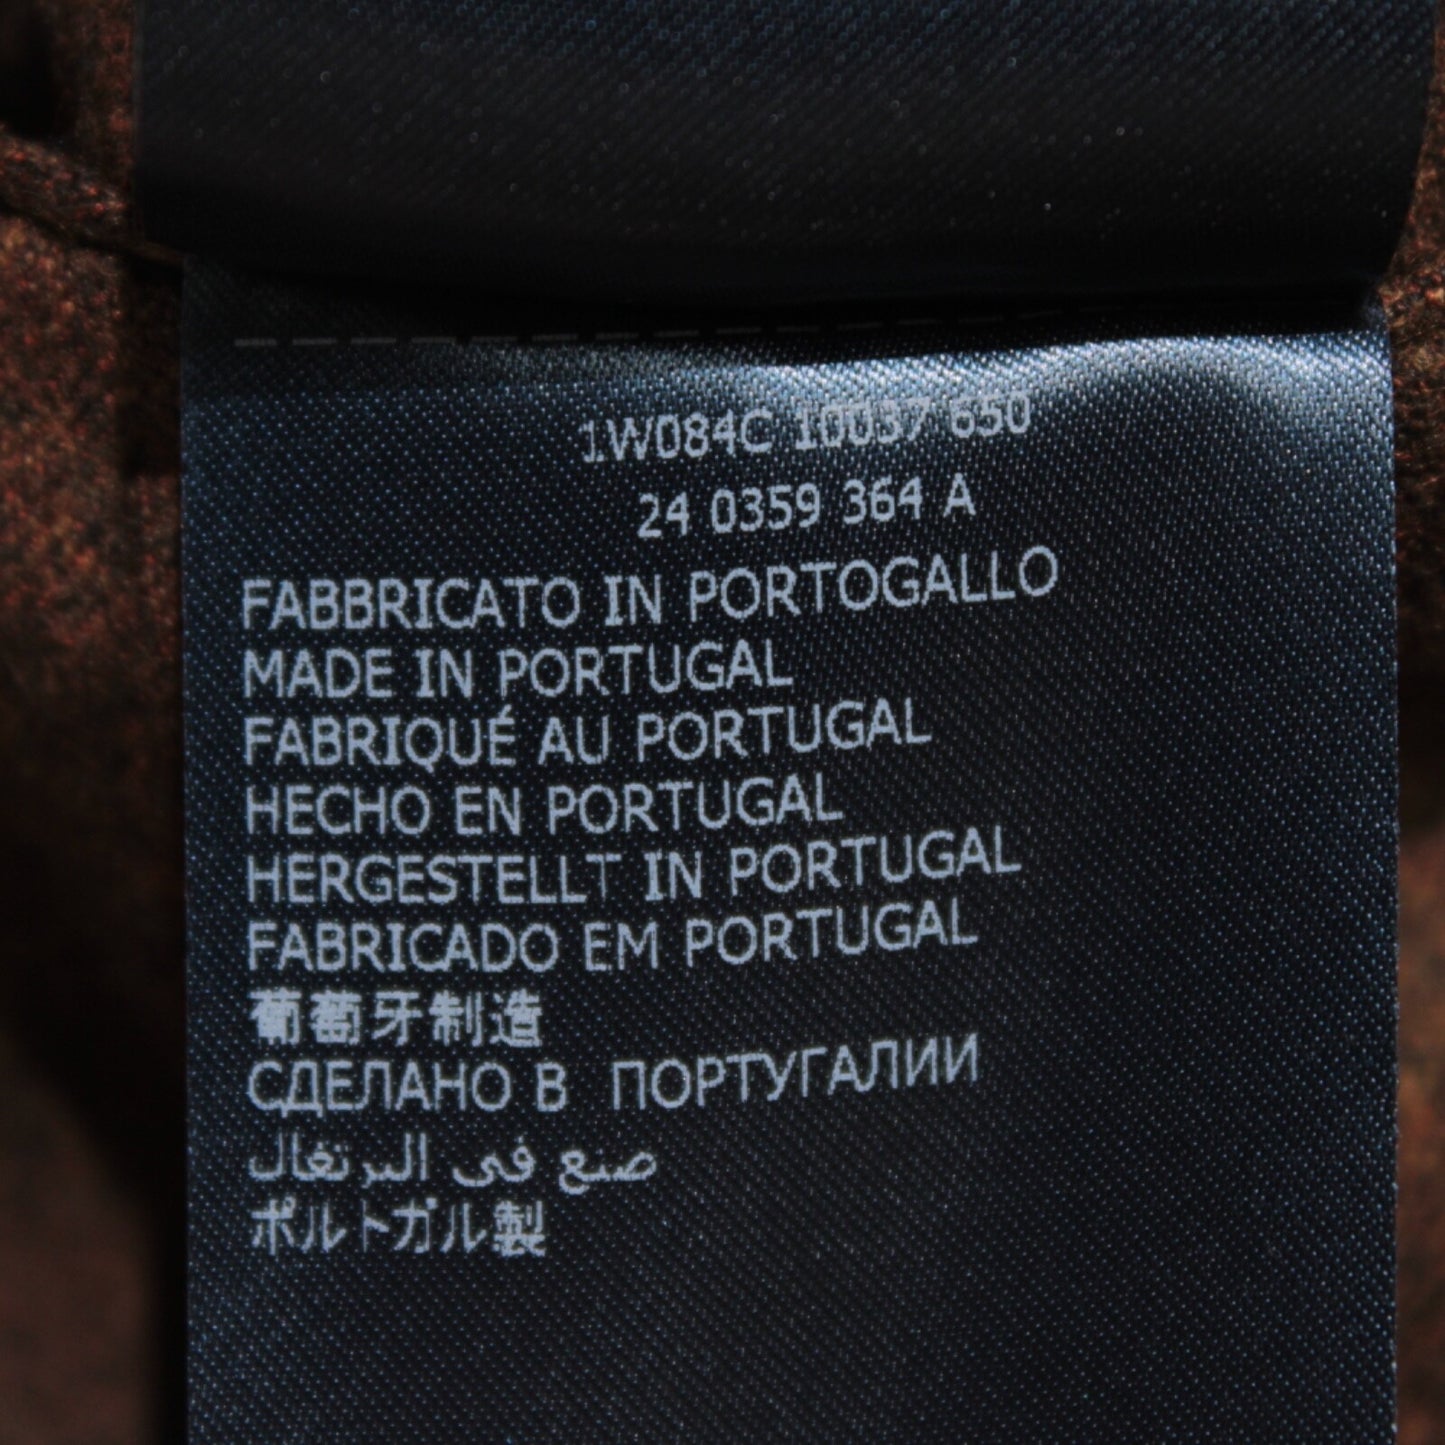 1W084C 10037 650
24 0359 364 A
FABBRICATO IN PORTOGALLO
MADE IN PORTUGAL
FABRIQUÉ AU PORTUGAL
HECHO EN PORTUGAL
HERGESTELLT IN PORTUGAL
FABRICADO EM PORTUGAL
葡萄牙制造
СДЕЛАНО В ПОРТУГАЛИИ
صنع في البرتغال
ポルトガル製